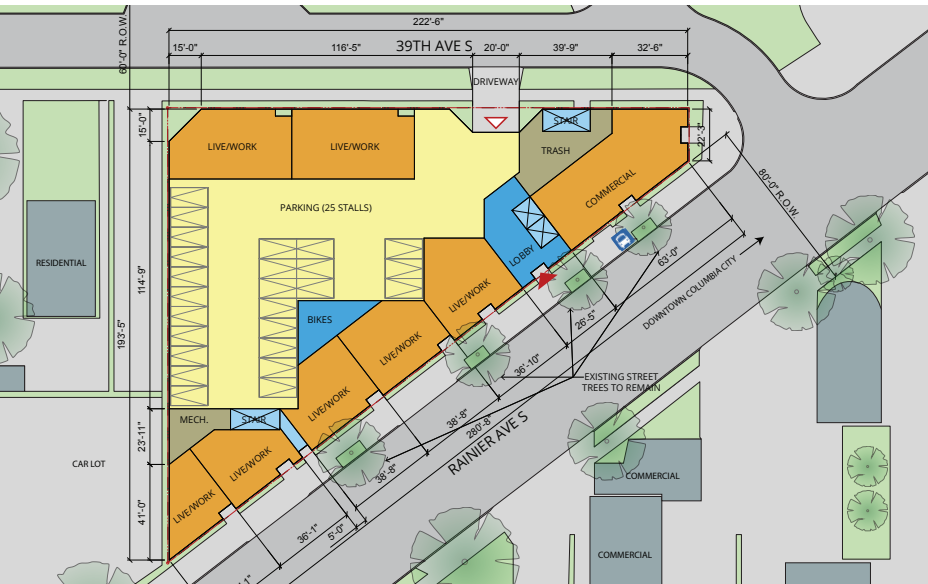 222'-6"
60'-0" R.O.W.
15'-0"
116'-5"
39TH AVE S
20'-0"
39'-9"
32'-6"
DRIVEWAY
15'-0"
STAIR
22'-3"
LIVE/WORK
LIVE/WORK
TRASH
COMMERCIAL
80'-0" R.O.W.
PARKING (25 STALLS)
RESIDENTIAL
LOBBY
63'-0"
DOWNTOWN COLUMBIA CITY
114'-9"
193'-5"
LIVE/WORK
BIKES
26'-5"
LIVE/WORK
36'-10"
EXISTING STREET
TREES TO REMAIN
LIVE/WORK
38'-8"
280'-8"
RAINIER AVE S
MECH.
STAIR
23'-11"
CAR LOT
LIVE/WORK
38'-8"
COMMERCIAL
LIVE/WORK
41'-0"
36'-1"
5'-0"
COMMERCIAL